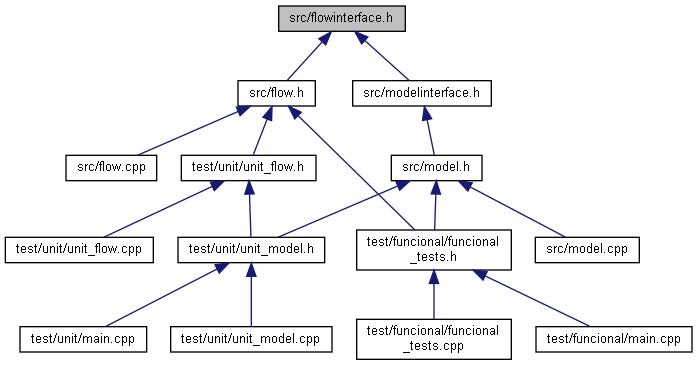 src/flowinterface.h
src/flow.h
src/modelinterface.h
src/flow.cpp
test/unit/unit_flow.h
src/model.h
test/unit/unit_flow.cpp
test/unit/unit_model.h
test/funcional/funcional
_tests.h
src/model.cpp
test/unit/main.cpp
test/unit/unit_model.cpp
test/funcional/funcional
_tests.cpp
test/funcional/main.cpp